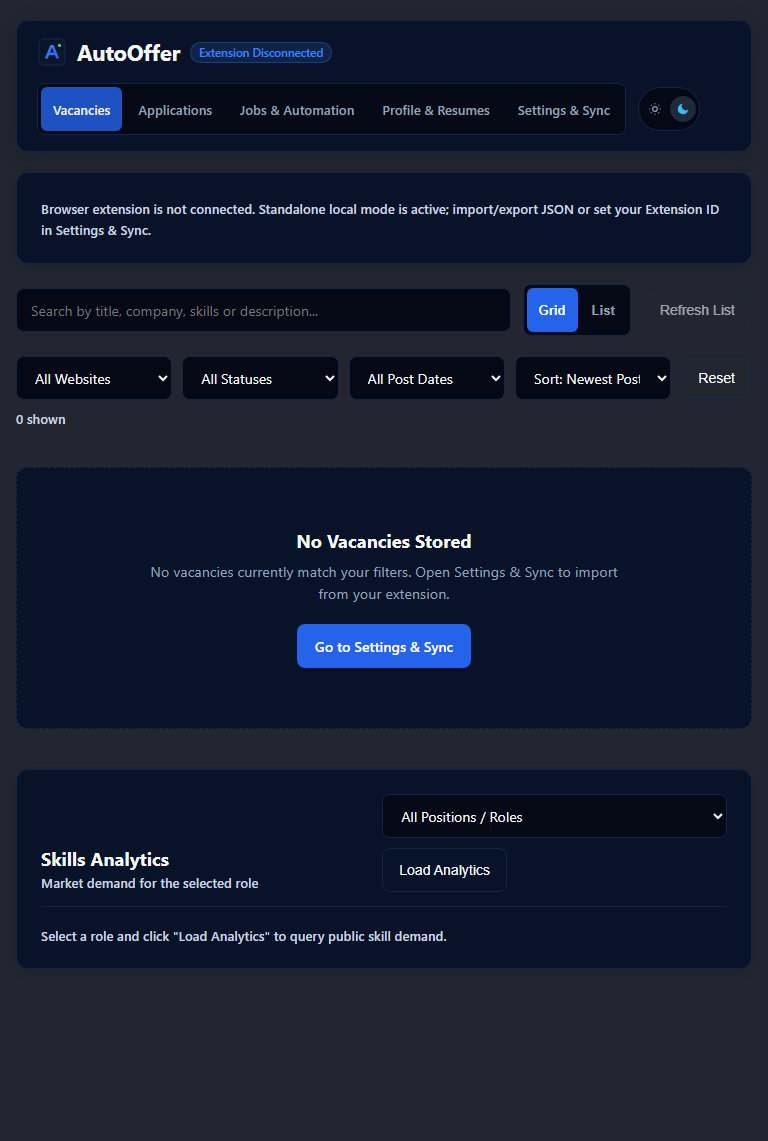 AutoOffer
Extension Disconnected
Vacancies
Applications
Jobs & Automation
Profile & Resumes
Settings & Sync
Browser extension is not connected. Standalone local mode is active; import/export JSON or set your Extension ID
in Settings & Sync.
Search by title, company, skills or description...
Grid
List
Refresh List
All Websites
All Statuses
All Post Dates
Sort: Newest Post
Reset
0 shown
No Vacancies Stored
No vacancies currently match your filters. Open Settings & Sync to import
from your extension.
Go to Settings & Sync
All Positions / Roles
Skills Analytics
Load Analytics
Market demand for the selected role
Select a role and click "Load Analytics" to query public skill demand.